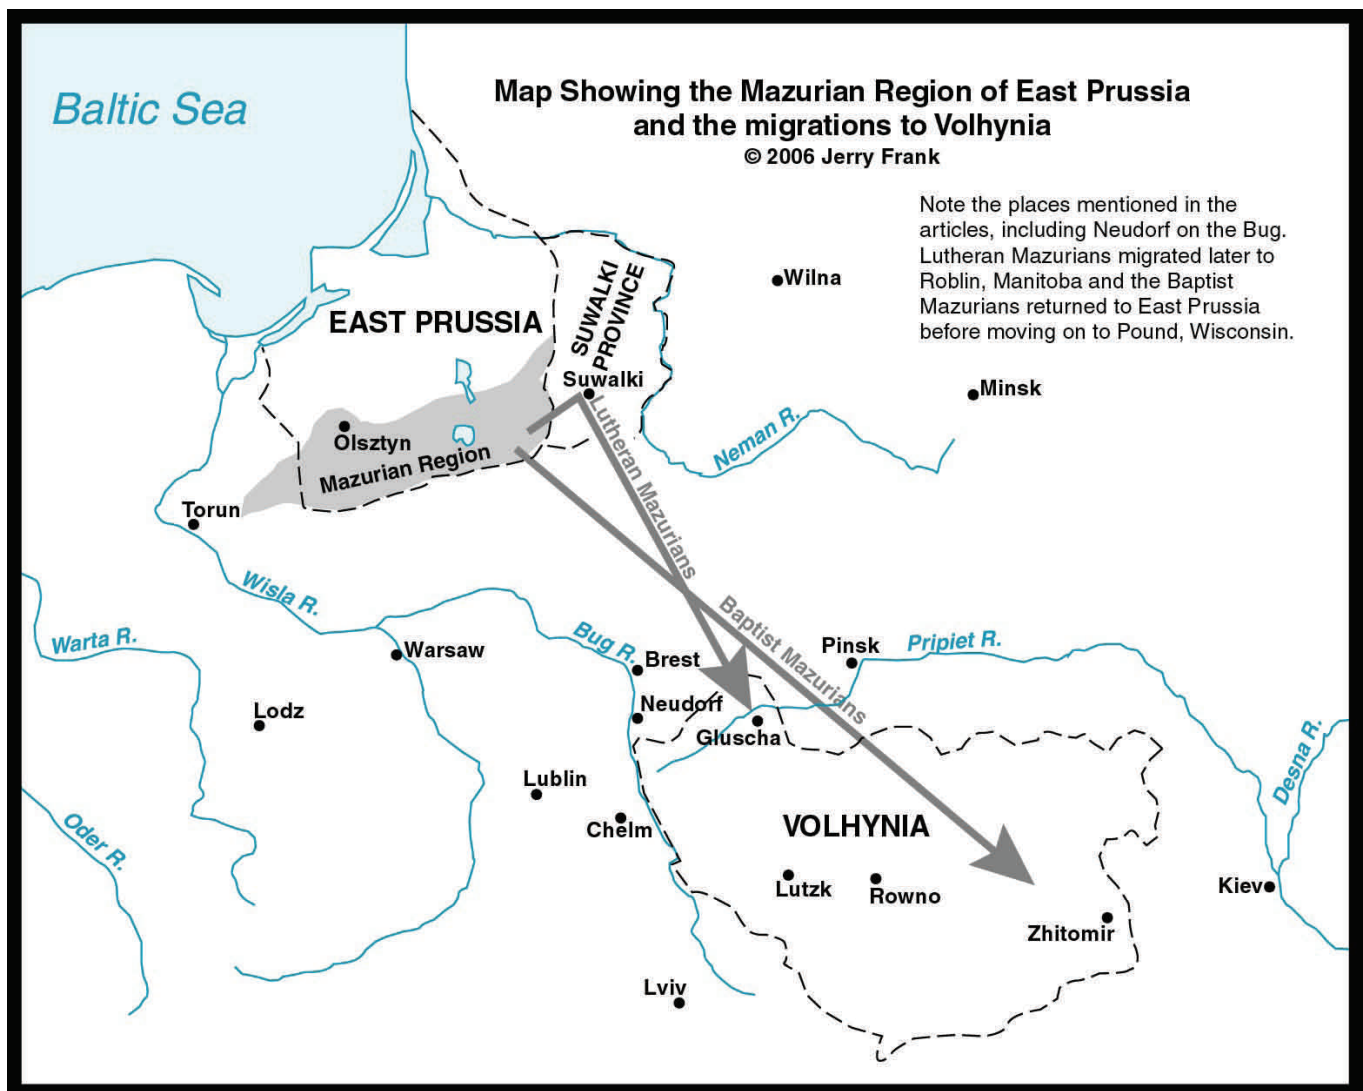 Baltic Sea
Map Showing the Mazurian Region of East Prussia
and the migrations to Volhynia
© 2006 Jerry Frank
Note the places mentioned in the
articles, including Neudorf on the Bug.
Lutheran Mazurians migrated later to
Roblin, Manitoba and the Baptist
Mazurians returned to East Prussia
before moving on to Pound, Wisconsin.
Wilna
EAST PRUSSIA
SUWALKI
PROVINCE
Suwalki
Minsk
Olsztyn
Mazurian Region
Lutheran Mazurians
Neman R.
Torun
Wisla R.
Warta R.
Warsaw
Bug R.
Brest
Baptist Mazurians
Pinsk
Pripiet R.
Lodz
Neudorf
Gluscha
Desna R.
Lublin
Chelm
VOLHYNIA
Oder R.
Lutzk
Rowno
Kiev
Zhitomir
Lviv